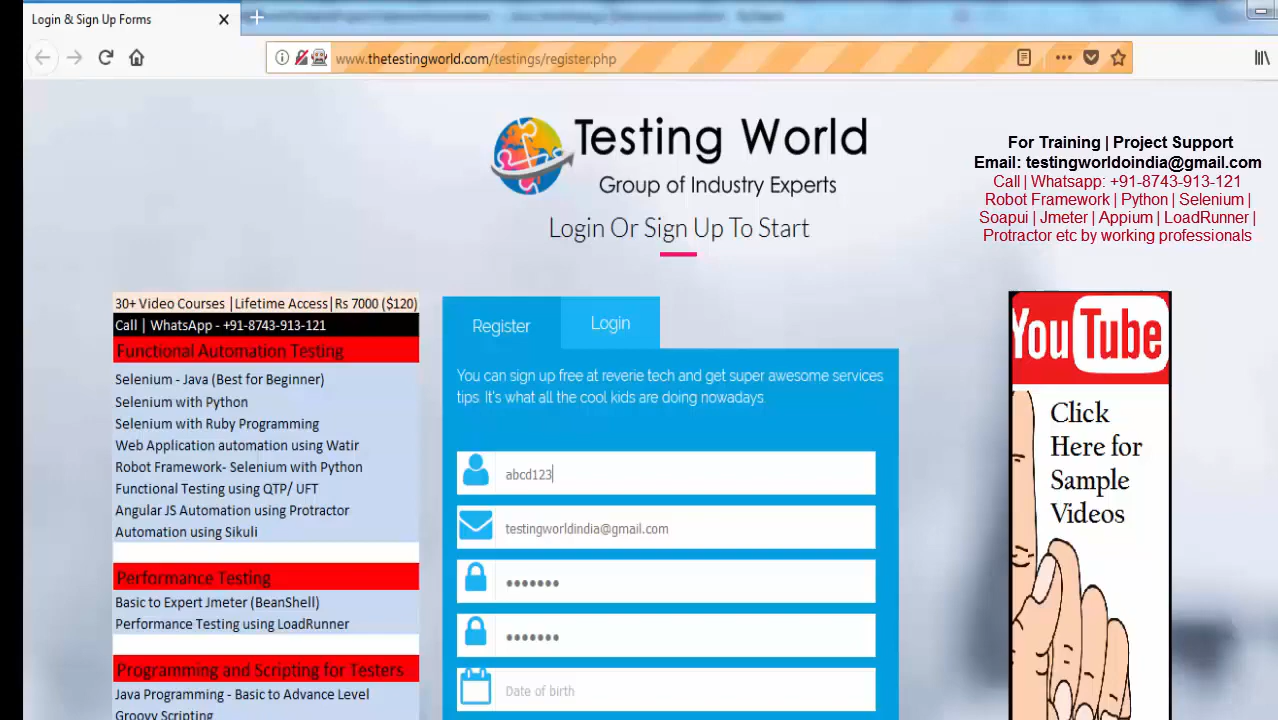 Login & Sign Up Forms
www.thetestingworld.com/testings/register.php
Testing World
Group of Industry Experts
Login Or Sign Up To Start
For Training | Project Support
Email: testingworldoindia@gmail.com
Call | Whatsapp: +91-8743-913-121
Robot Framework | Python | Selenium |
Soapui | Jmeter | Appium | LoadRunner |
Protractor etc by working professionals
30+ Video Courses |Lifetime Access|Rs 7000 ($120)
Call | WhatsApp - +91-8743-913-121
Functional Automation Testing
Selenium - Java (Best for Beginner)
Selenium with Python
Selenium with Ruby Programming
Web Application automation using Watir
Robot Framework- Selenium with Python
Functional Testing using QTP/ UFT
Angular JS Automation using Protractor
Automation using Sikuli
Performance Testing
Basic to Expert Jmeter (BeanShell)
Performance Testing using LoadRunner
Programming and Scripting for Testers
Java Programming - Basic to Advance Level
Groovy Scripting
Register
Login
You can sign up free at reverie tech and get super awesome services
tips. It's what all the cool kids are doing nowadays.
abcd123
testingworldindia@gmail.com
•••••••
•••••••
Date of birth
You Tube
Click
Here for
Sample
Videos